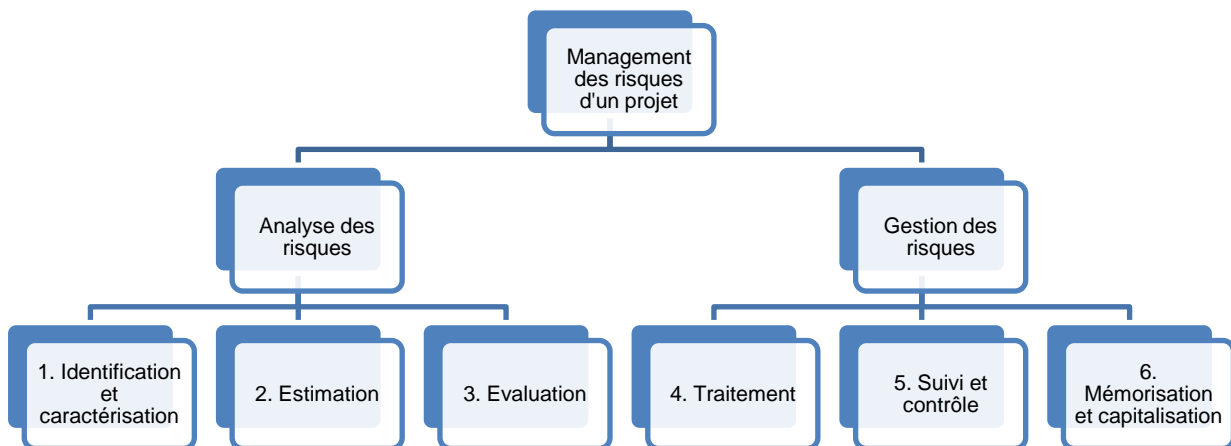 Management
des risques
d'un projet
Analyse des
risques
Gestion des
risques
1. Identification
et
caractérisation
2. Estimation
3. Evaluation
4. Traitement
5. Suivi et
contrôle
6.
Mémorisation
et capitalisation